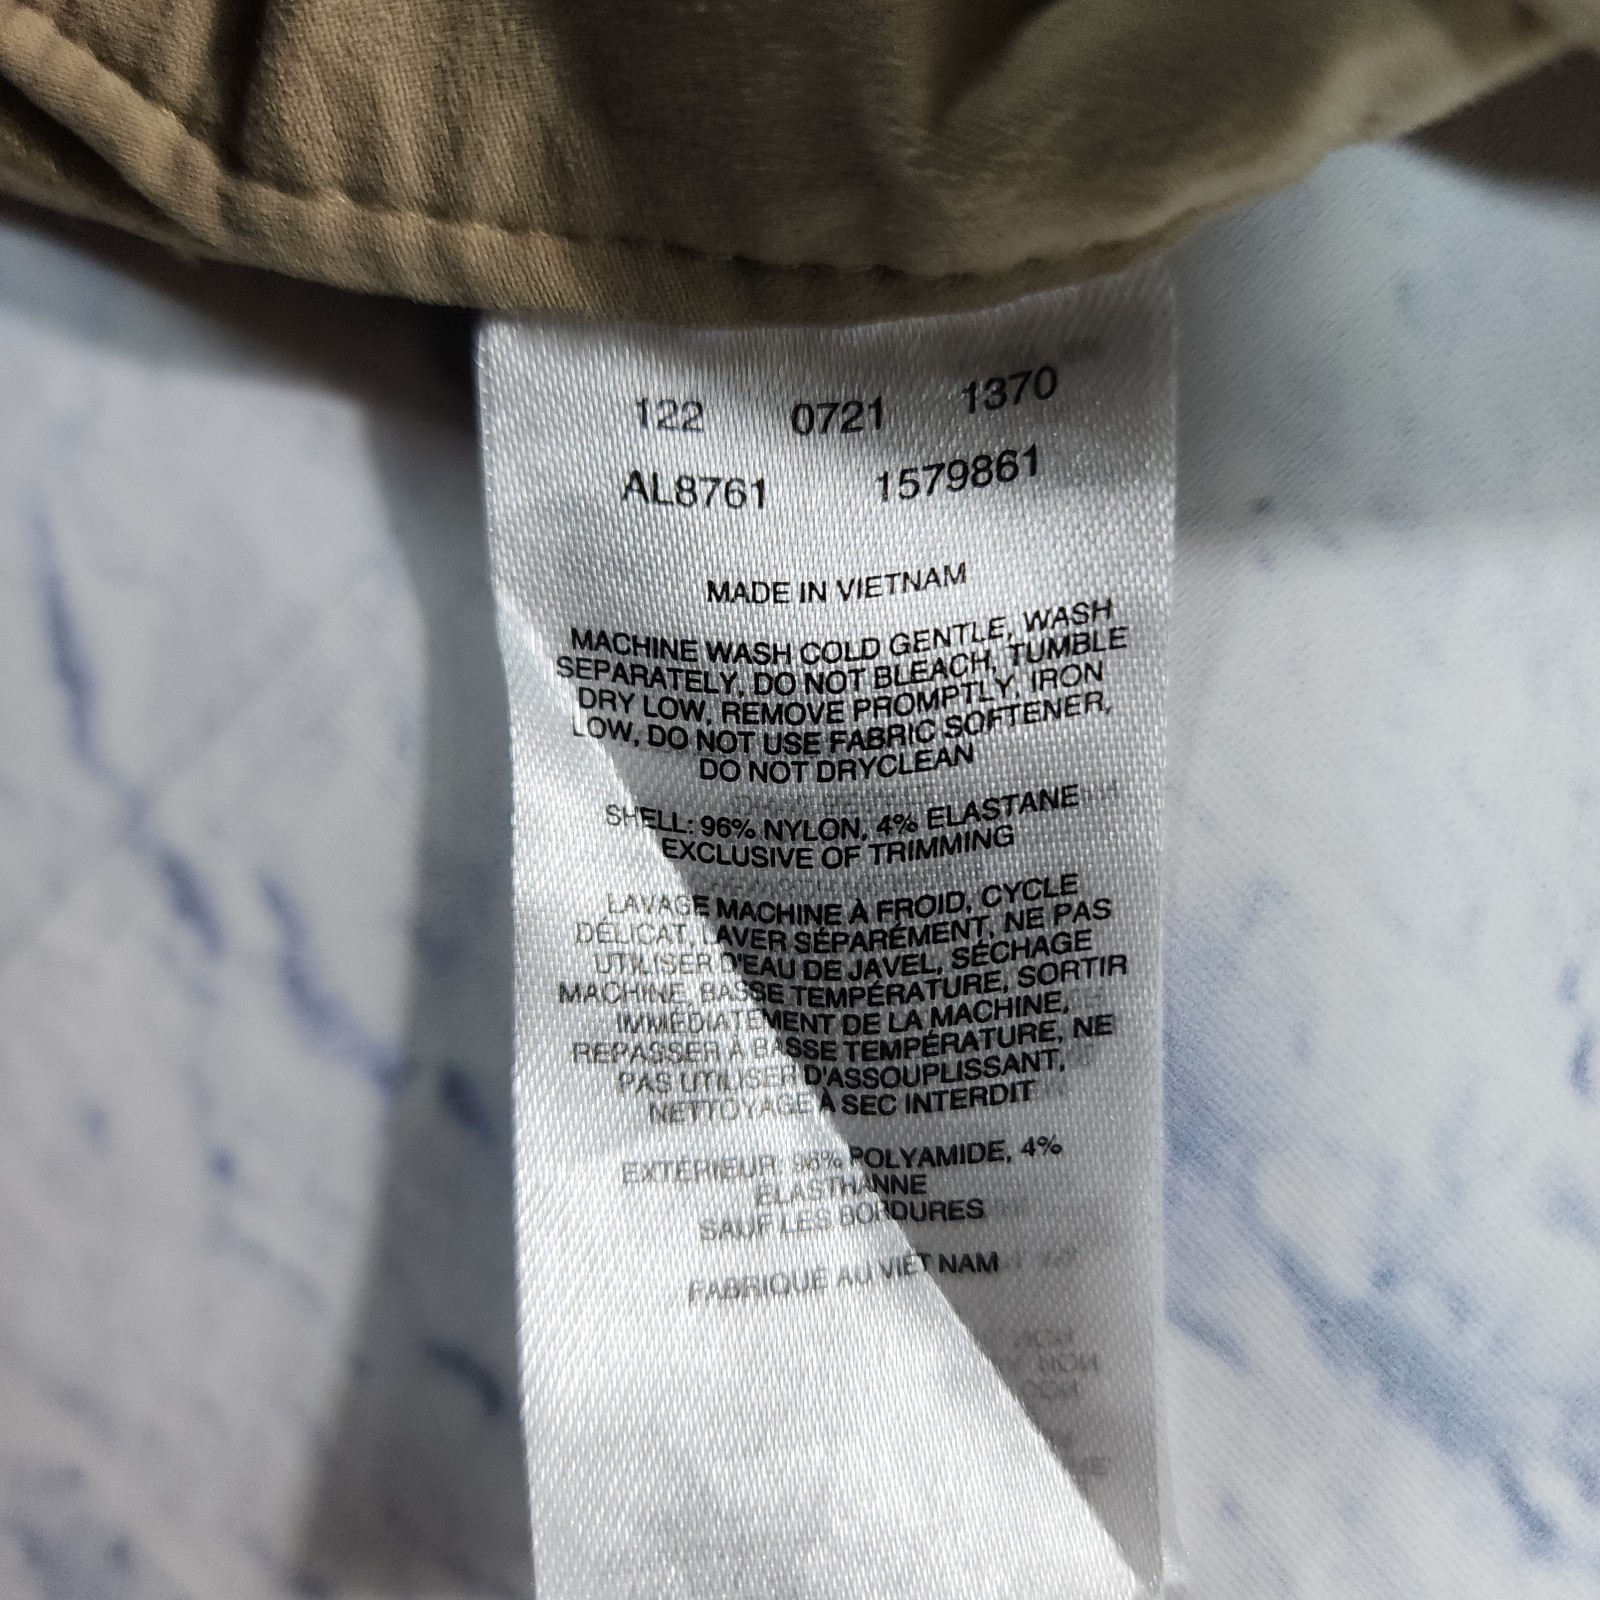 122 0721 1370
AL8761 1579861
MADE IN VIETNAM
MACHINE WASH COLD GENTLE, WASH
SEPARATELY, DO NOT BLEACH, TUMBLE
DRY LOW, REMOVE PROMPTLY, IRON
LOW, DO NOT USE FABRIC SOFTENER,
DO NOT DRYCLEAN
SHELL: 96% NYLON, 4% ELASTANE
EXCLUSIVE OF TRIMMING
LAVAGE MACHINE À FROID, CYCLE
DÉLICAT, LAVER SÉPARÉMENT, NE PAS
UTILISER D'EAU DE JAVEL, SÉCHAGE
MACHINE, BASSE TEMPÉRATURE, SORTIR
IMMÉDIATEMENT DE LA MACHINE,
REPASSER À BASSE TEMPÉRATURE, NE
PAS UTILISER D'ASSOUPLISSANT,
NETTOYAGE À SEC INTERDIT
EXTÉRIEUR: 96% POLYAMIDE, 4%
ÉLASTHANNE
SAUF LES BORDURES
FABRIQUÉ AU VIÊT NAM